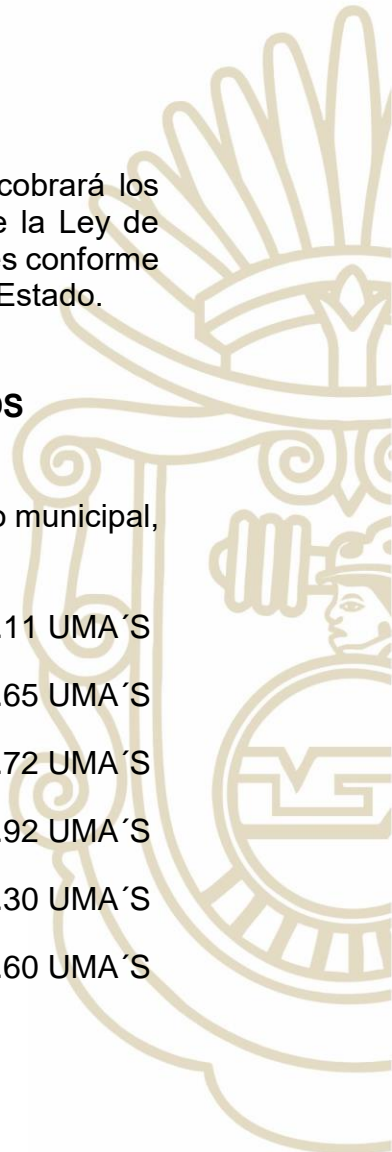 cobrará los
e la Ley de
es conforme
Estado.
OS
o municipal,
.11 UMA´S
.65 UMA´S
.72 UMA´S
.92 UMA´S
.30 UMA´S
.60 UMA´S